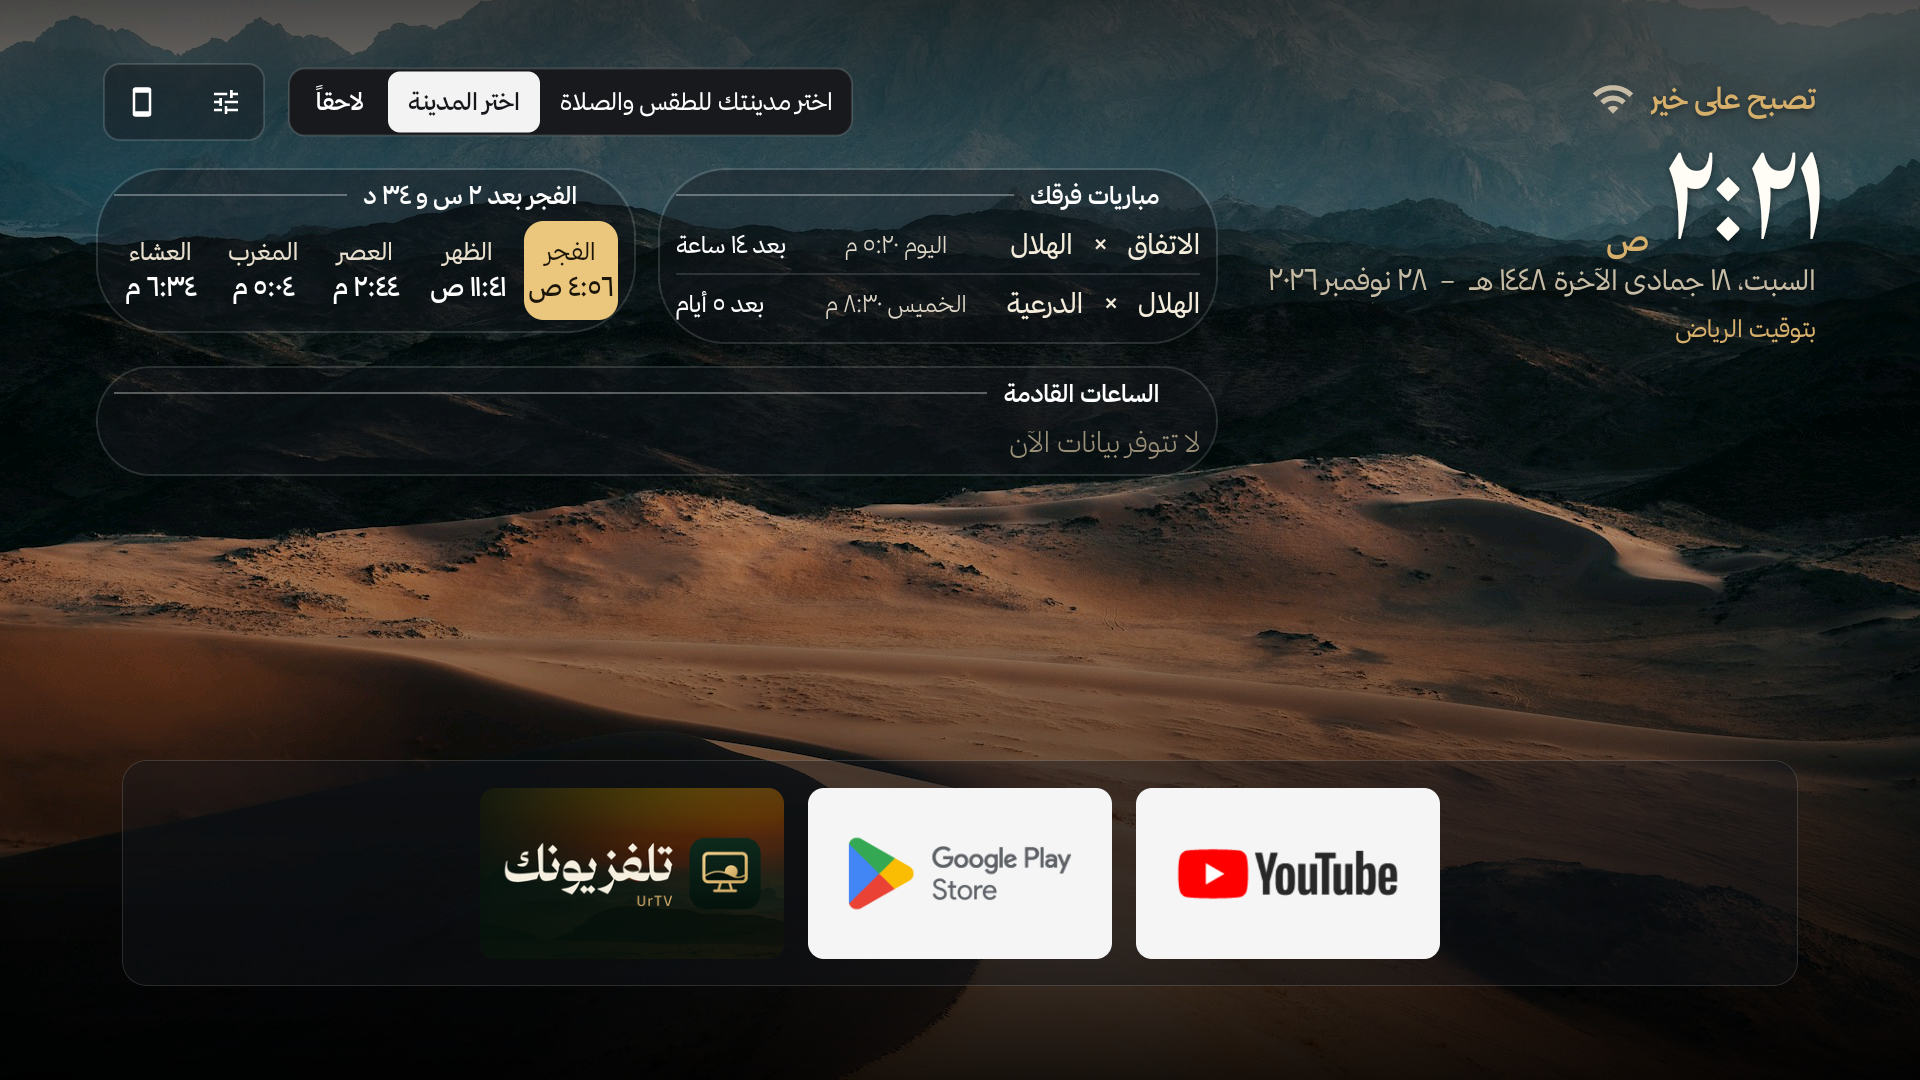 تصبح على خير
٢:٢١ ص
السبت، ١٨ جمادى الآخرة ١٤٤٨ هـ – ٢٨ نوفمبر ٢٠٢٦
بتوقيت الرياض
اختر مدينتك للطقس والصلاة
اختر المدينة
لاحقاً
مباريات فرقك
الاتفاق × الهلال اليوم ٥:٢٠ م بعد ١٤ ساعة
الهلال × الدرعية الخميس ٨:٣٠ م بعد ٥ أيام
الفجر بعد ٢ س و ٣٤ د
الفجر الظهر العصر المغرب العشاء
٤:٥٦ ص ١١:٤١ ص ٢:٤٤ م ٥:٠٤ م ٦:٣٤ م
الساعات القادمة
لا تتوفر بيانات الآن
YouTube
Google Play
Store
تلفزيونك
UrTV